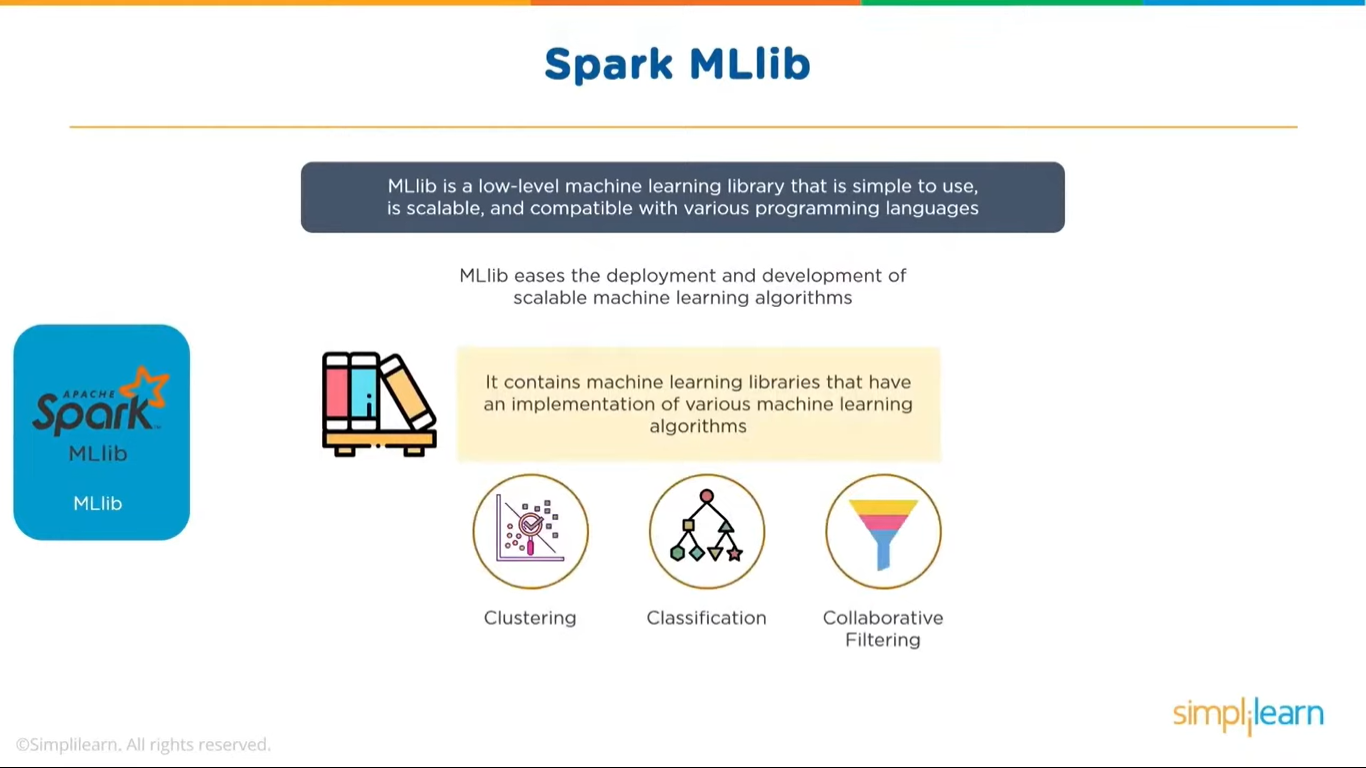 Spark MLlib
MLlib is a low-level machine learning library that is simple to use,
is scalable, and compatible with various programming languages
MLlib eases the deployment and development of
scalable machine learning algorithms
APACHE
Spark
MLlib
MLlib
i
It contains machine learning libraries that have
an implementation of various machine learning
algorithms
Clustering
Classification
Collaborative
Filtering
simplilearn
©Simplilearn. All rights reserved.